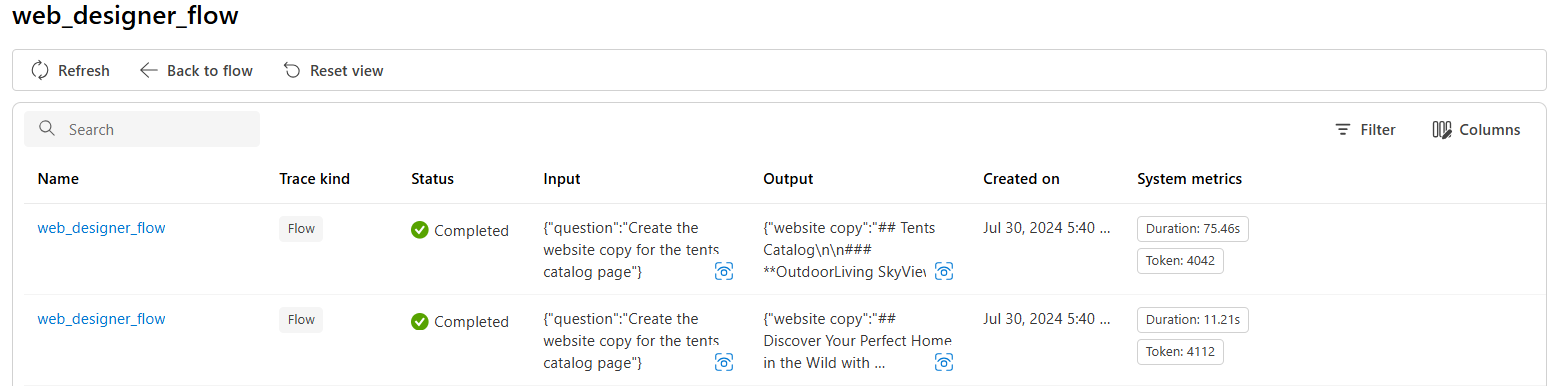 web_designer_flow
Refresh Back to flow Reset view
Search Filter Columns
Name Trace kind Status Input Output Created on System metrics
web_designer_flow Flow Completed {"question":"Create the {"website copy":"## Tents Jul 30, 2024 5:40 ... Duration: 75.46s
website copy for the tents Catalog\n\n### Token: 4042
catalog page"} **OutdoorLiving SkyView
web_designer_flow Flow Completed {"question":"Create the {"website copy":"## Jul 30, 2024 5:40 ... Duration: 11.21s
website copy for the tents Discover Your Perfect Home Token: 4112
catalog page"} in the Wild with ...